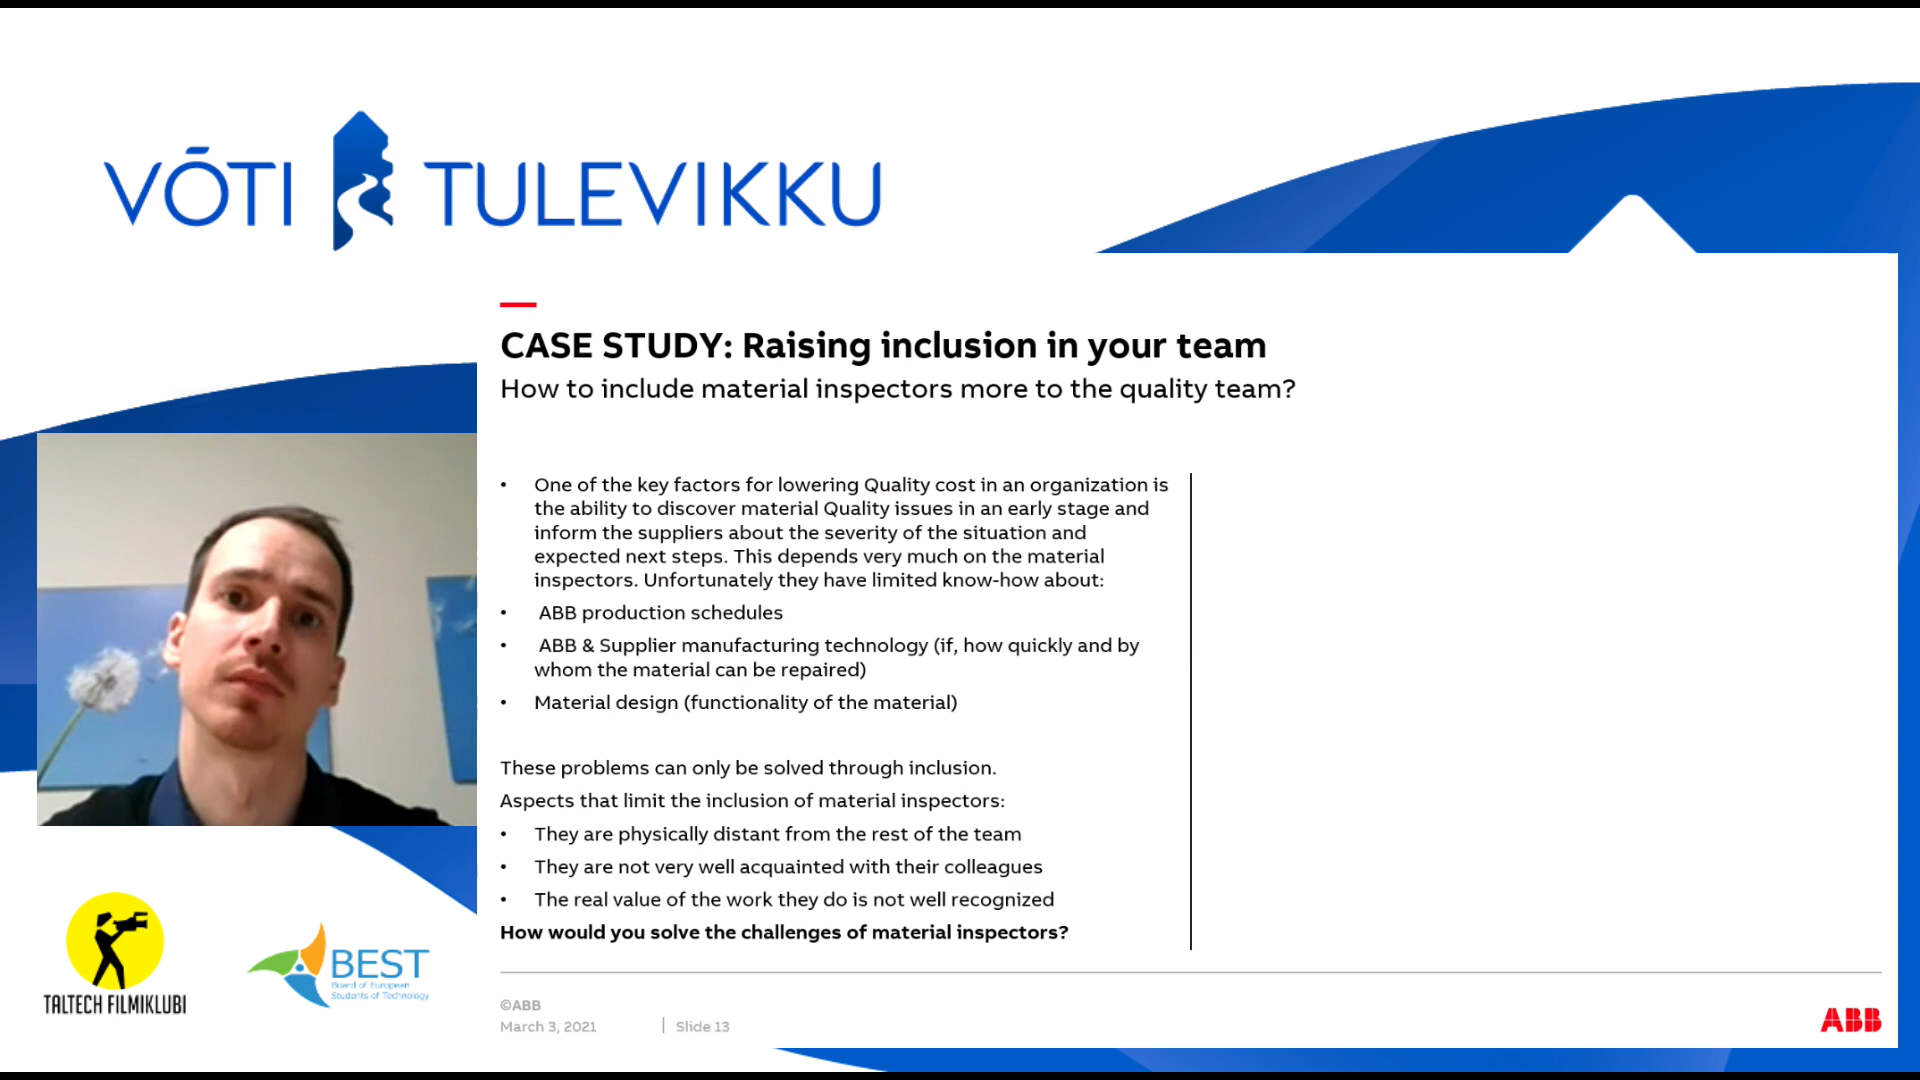 VÕTI TULEVIKKU
CASE STUDY: Raising inclusion in your team
How to include material inspectors more to the quality team?
• One of the key factors for lowering Quality cost in an organization is
the ability to discover material Quality issues in an early stage and
inform the suppliers about the severity of the situation and
expected next steps. This depends very much on the material
inspectors. Unfortunately they have limited know-how about:
• ABB production schedules
• ABB & Supplier manufacturing technology (if, how quickly and by
whom the material can be repaired)
• Material design (functionality of the material)
These problems can only be solved through inclusion.
Aspects that limit the inclusion of material inspectors:
• They are physically distant from the rest of the team
• They are not very well acquainted with their colleagues
• The real value of the work they do is not well recognized
How would you solve the challenges of material inspectors?
©ABB
March 3, 2021 | Slide 13
ABB
TALTECH FILMIKLUBI
BEST
Board of European
Students of Technology